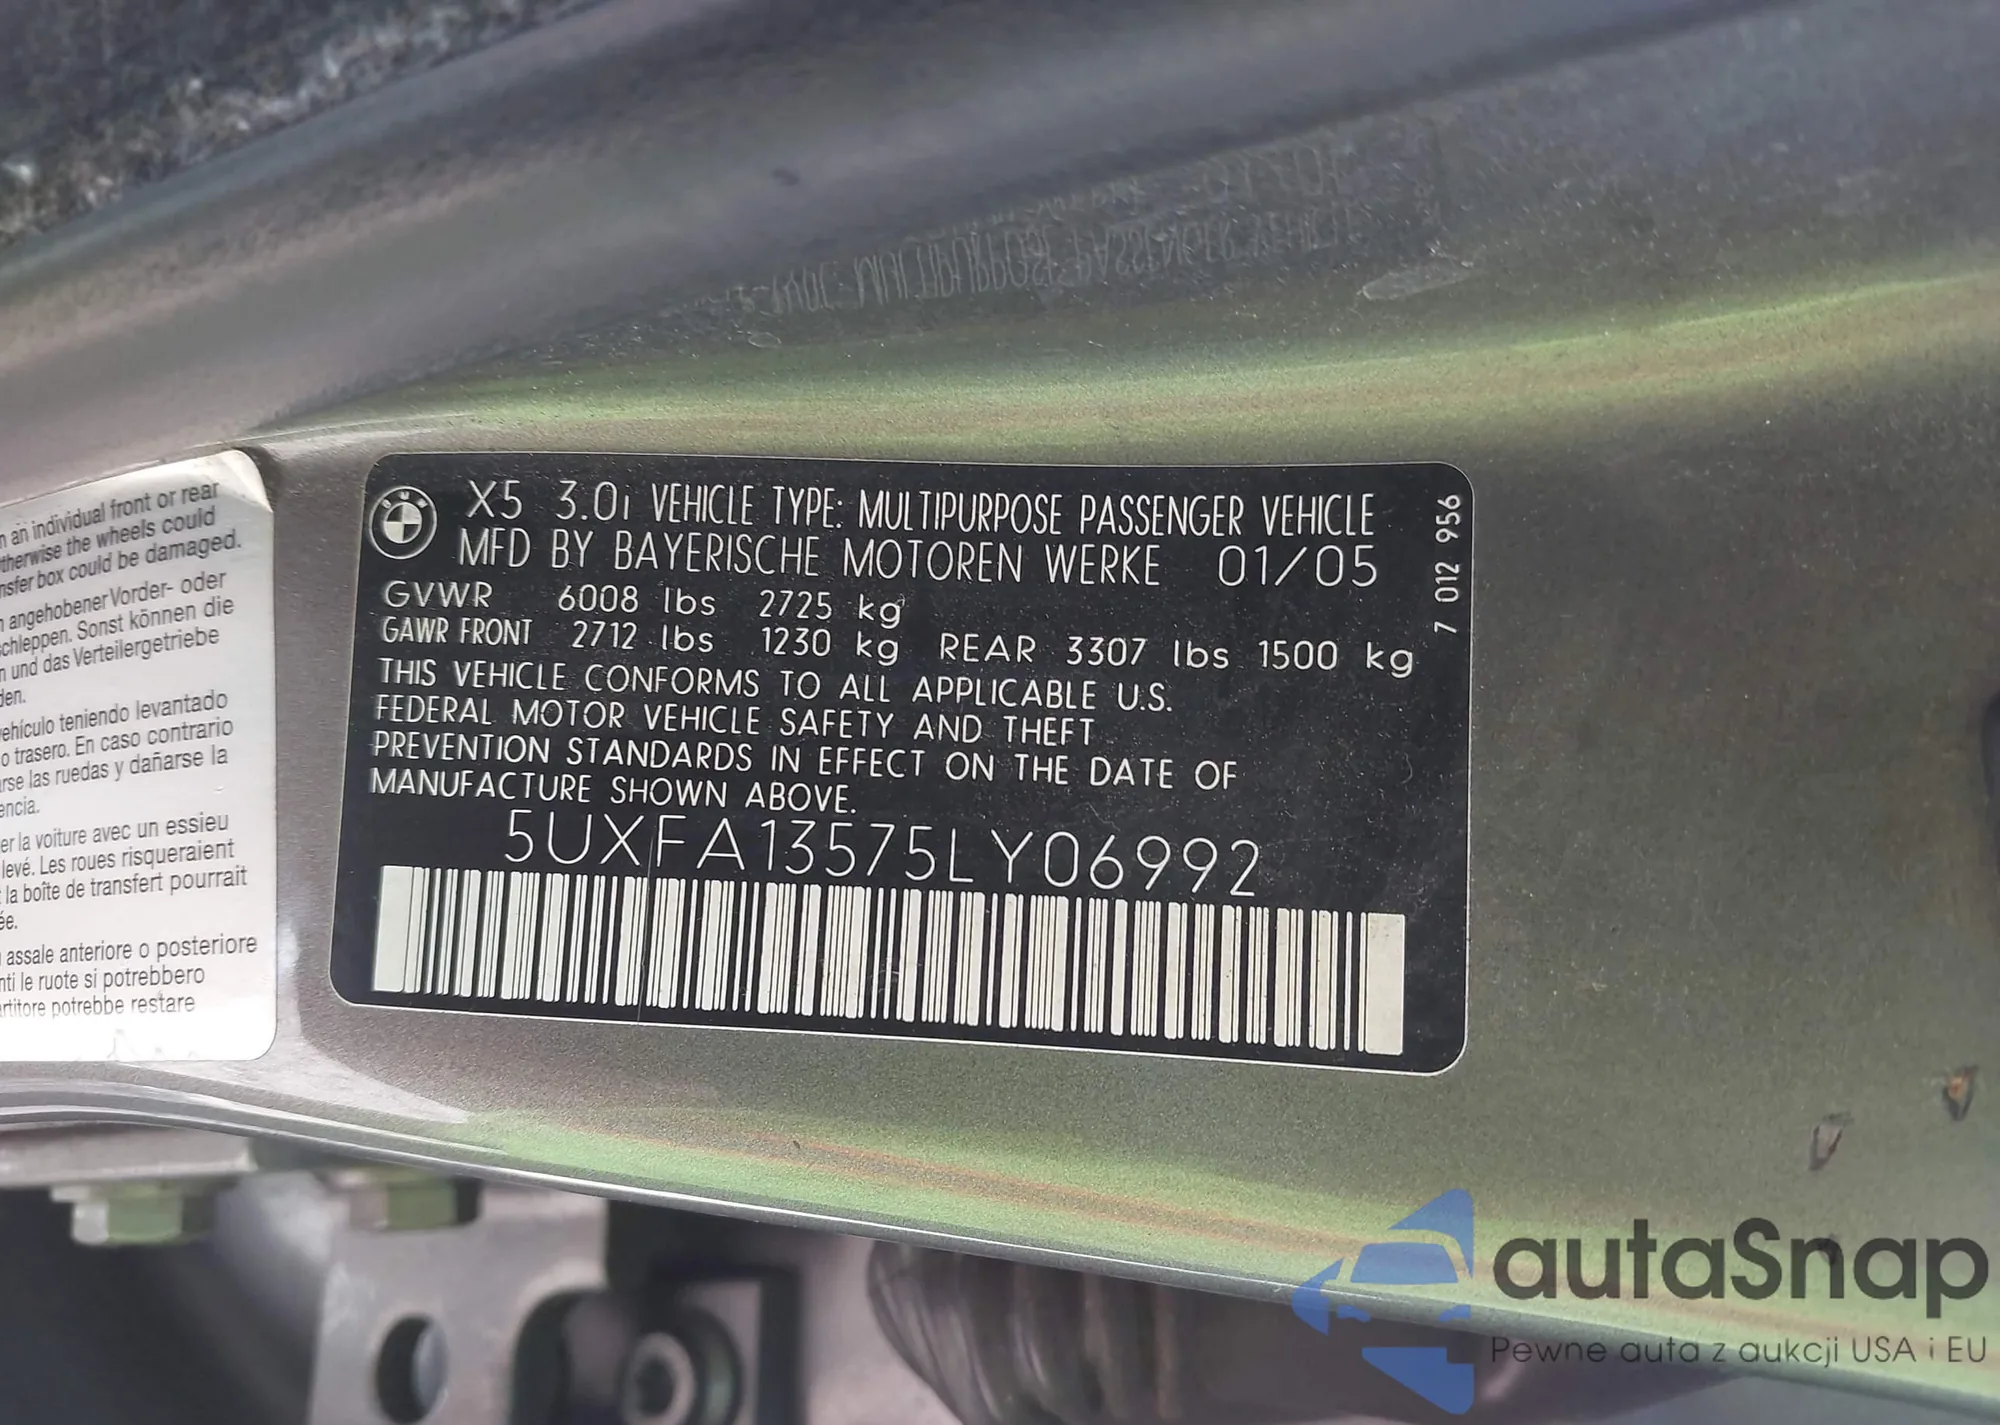 n an individual front or rear
therwise the wheels could
nsfer box could be damaged.
angehobener Vorder- oder
schleppen. Sonst können die
n und das Verteilergetriebe
den.
vehículo teniendo levantado
o trasero. En caso contrario
arse las ruedas y dañarse la
encia.
er la voiture avec un essieu
levé. Les roues risqueraient
la boîte de transfert pourrait
ée.
assale anteriore o posteriore
nti le ruote si potrebbero
artitore potrebbe restare
X5 3.0i VEHICLE TYPE: MULTIPURPOSE PASSENGER VEHICLE
MFD BY BAYERISCHE MOTOREN WERKE 01/05
GVWR 6008 lbs 2725 kg
GAWR FRONT 2712 lbs 1230 kg REAR 3307 lbs 1500 kg
THIS VEHICLE CONFORMS TO ALL APPLICABLE U.S.
FEDERAL MOTOR VEHICLE SAFETY AND THEFT
PREVENTION STANDARDS IN EFFECT ON THE DATE OF
MANUFACTURE SHOWN ABOVE.
5UXFA13575LY06992
7 012 956
autaSnap
Pewne auta z aukcji USA i EU